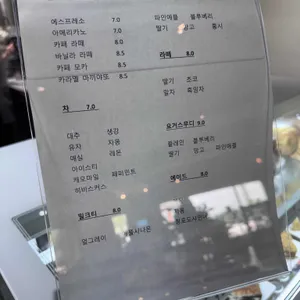 에스프레소 7.0
아메리카노 7.0
카페 라떼 8.0
바닐라 라떼 8.5
카페 모카 8.5
카라멜 마끼아또 8.5
차 7.0
대추 생강
유자 자몽
매실 레몬
아이스티
캐모마일 페퍼민트
히비스커스
밀크티 8.0
얼그레이
파인애플 블루베리
딸기 망고 홍시
라떼 8.0
딸기 초코
말차 흑임자
요거스무디 9.0
플레인 블루베리
딸기 망고 파인애플
에이드 8.0
자몽